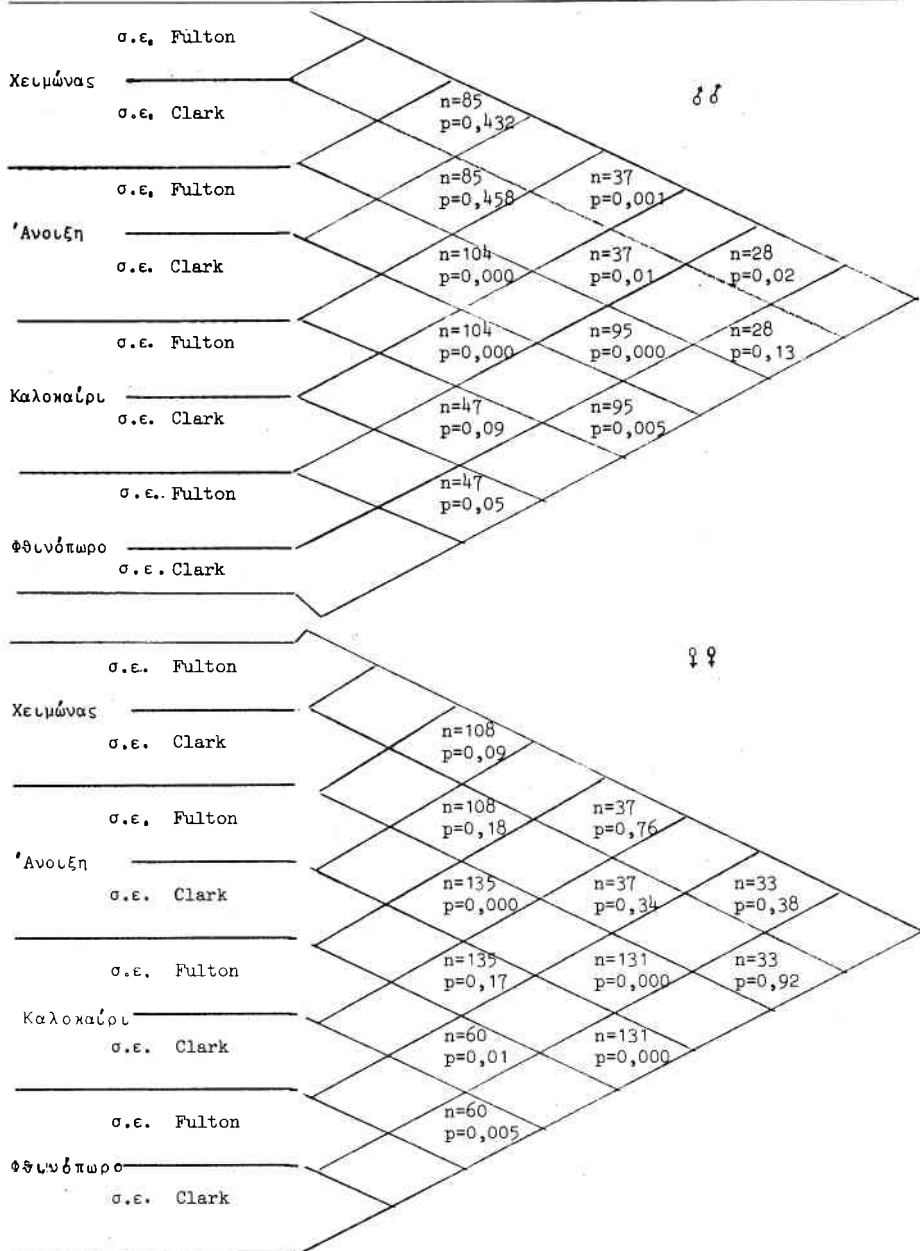 σ.ε. Fulton
Χειμώνας
♂♂
n=85
σ.ε. Clark
p=0,432
n=85
n=37
σ.ε. Fulton
p=0,458
p=0,001
Άνοιξη
n=104
n=37
n=28
σ.ε. Clark
p=0,000
p=0,01
p=0,02
n=104
n=95
n=28
σ.ε. Fulton
p=0,000
p=0,000
p=0,13
Καλοκαίρι
n=47
n=95
σ.ε. Clark
p=0,09
p=0,005
n=47
σ.ε. Fulton
p=0,05
Φθινόπωρο
σ.ε. Clark
♀♀
σ.ε. Fulton
Χειμώνας
n=108
σ.ε. Clark
p=0,09
n=108
n=37
σ.ε. Fulton
p=0,18
p=0,76
Άνοιξη
n=135
n=37
n=33
σ.ε. Clark
p=0,000
p=0,34
p=0,38
n=135
n=131
n=33
σ.ε. Fulton
p=0,17
p=0,000
p=0,92
Καλοκαίρι
n=60
n=131
σ.ε. Clark
p=0,01
p=0,000
n=60
σ.ε. Fulton
p=0,005
Φθινόπωρο
σ.ε. Clark